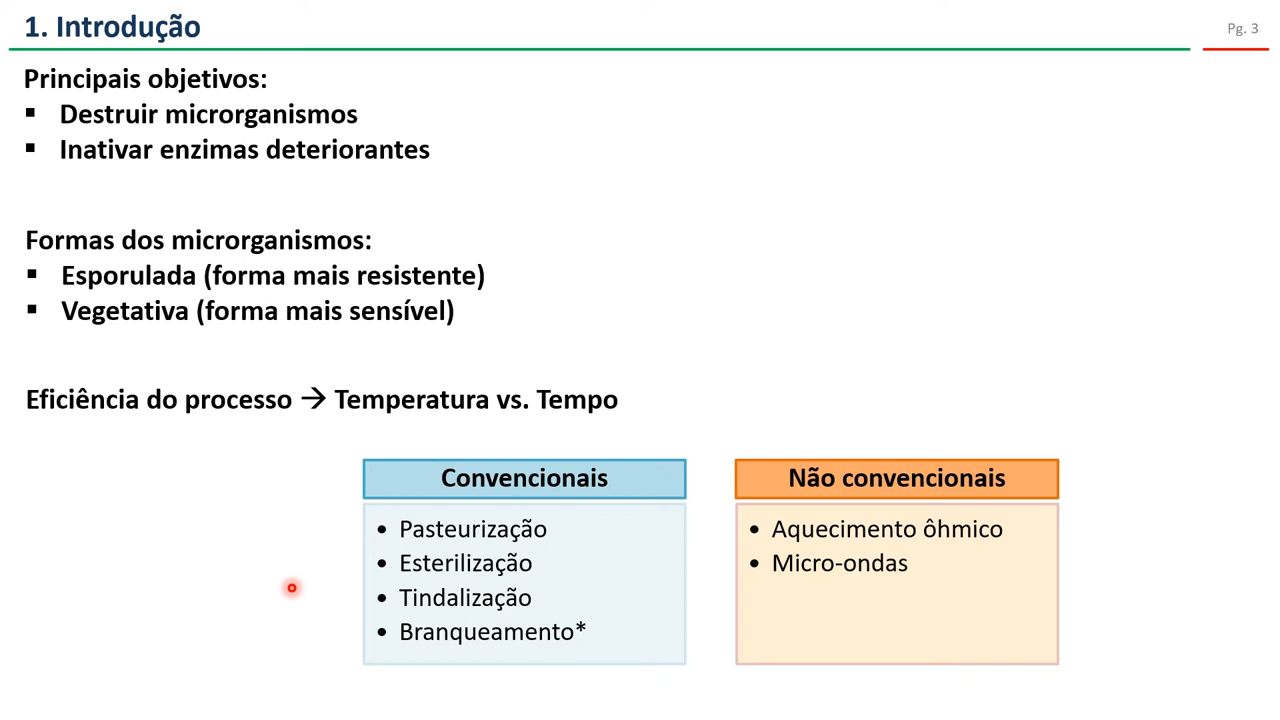 1. Introdução
Pg. 3
Principais objetivos:
▪ Destruir microrganismos
▪ Inativar enzimas deteriorantes
Formas dos microrganismos:
▪ Esporulada (forma mais resistente)
▪ Vegetativa (forma mais sensível)
Eficiência do processo → Temperatura vs. Tempo
Convencionais
• Pasteurização
• Esterilização
• Tindalização
• Branqueamento*
Não convencionais
• Aquecimento ôhmico
• Micro-ondas